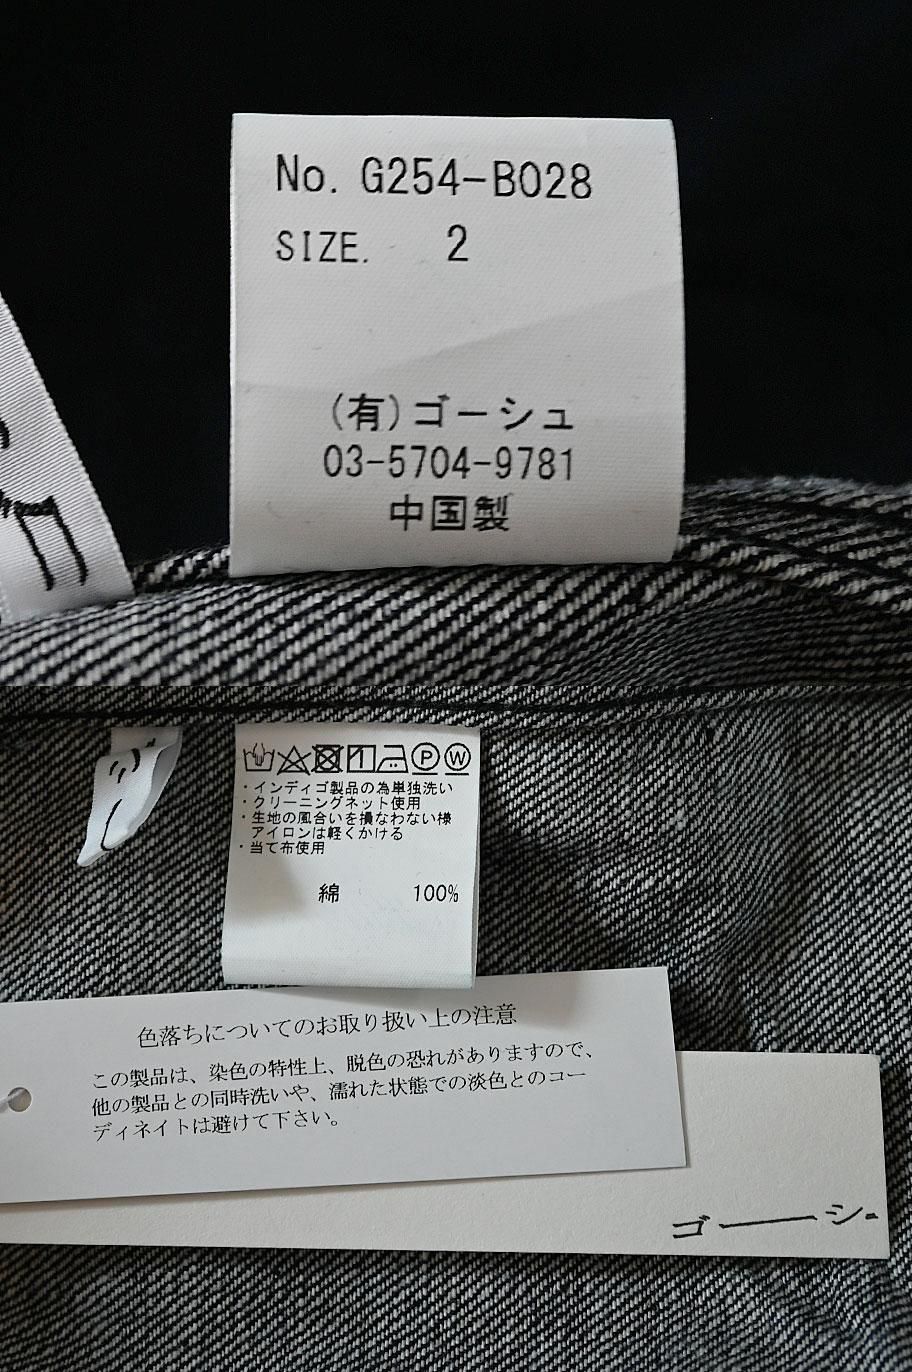 No. G254-B028
SIZE. 2
(有)ゴーシュ
03-5704-9781
中国製
・インディゴ製品の為単独洗い
・クリーニングネット使用
・生地の風合いを損なわない様
アイロンは軽くかける
・当て布使用
綿 100%
色落ちについてのお取り扱い上の注意
この製品は、染色の特性上、脱色の恐れがありますので、
他の製品との同時洗いや、濡れた状態での淡色とのコー
ディネイトは避けて下さい。
ゴーシュ